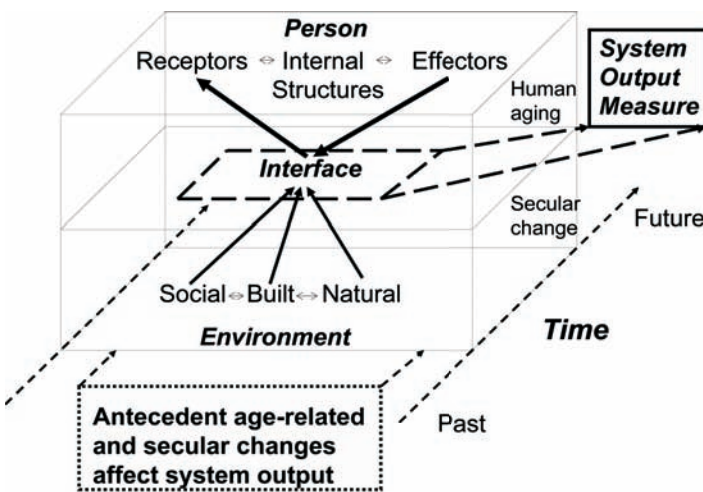 Person
Receptors ⇔ Internal ⇔ Effectors
Structures
System
Output
Measure
Human
aging
Interface
Secular
change
Future
Social ⇔ Built ⇔ Natural
Environment
Time
Antecedent age-related
and secular changes
affect system output
Past